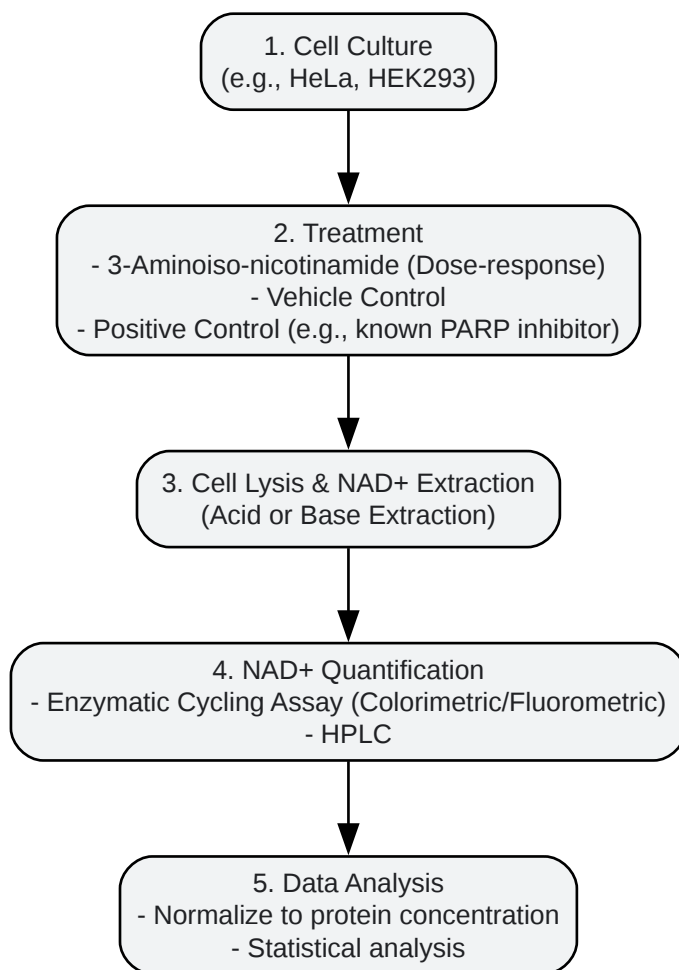 1. Cell Culture
(e.g., HeLa, HEK293)
2. Treatment
- 3-Aminoiso-nicotinamide (Dose-response)
- Vehicle Control
- Positive Control (e.g., known PARP inhibitor)
3. Cell Lysis & NAD+ Extraction
(Acid or Base Extraction)
4. NAD+ Quantification
- Enzymatic Cycling Assay (Colorimetric/Fluorometric)
- HPLC
5. Data Analysis
- Normalize to protein concentration
- Statistical analysis